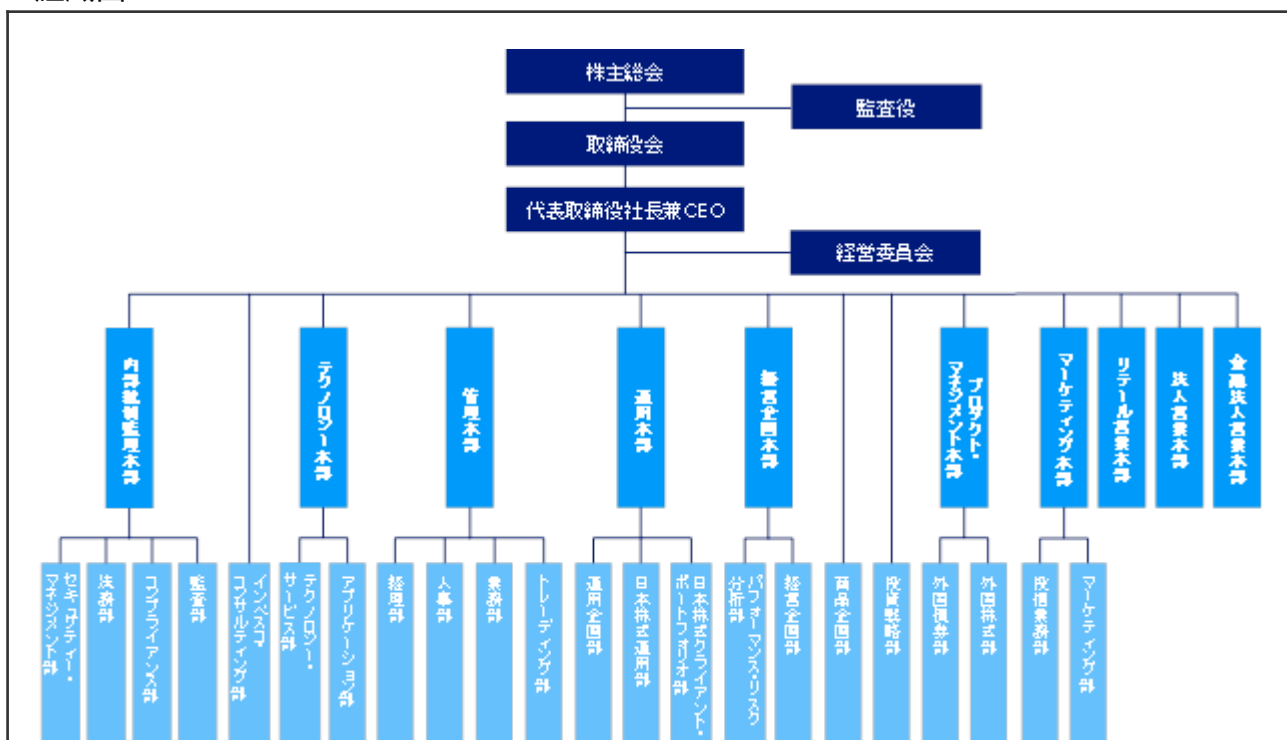 株主総会
監査役
取締役会
代表取締役社長兼CEO
経営委員会
内部統制監理本部
テクノロジー本部
管理本部
運用本部
経営企画本部
プロダクト・
マネジメント本部
マーケティング本部
リテール営業本部
法人営業本部
金融法人営業本部
セキュリティー・
マネジメント部
法務部
コンプライアンス部
監査部
インベスコ・
コンサルティング部
テクノロジー・
サービス部
アプリケーション部
経理部
人事部
業務部
トレーディング部
運用企画部
日本株式運用部
日本株式クライアント・
ポートフォリオ部
パフォーマンス・リスク
分析部
経営企画部
商品企画部
投資戦略部
外国債券部
外国株式部
投信業務部
マーケティング部